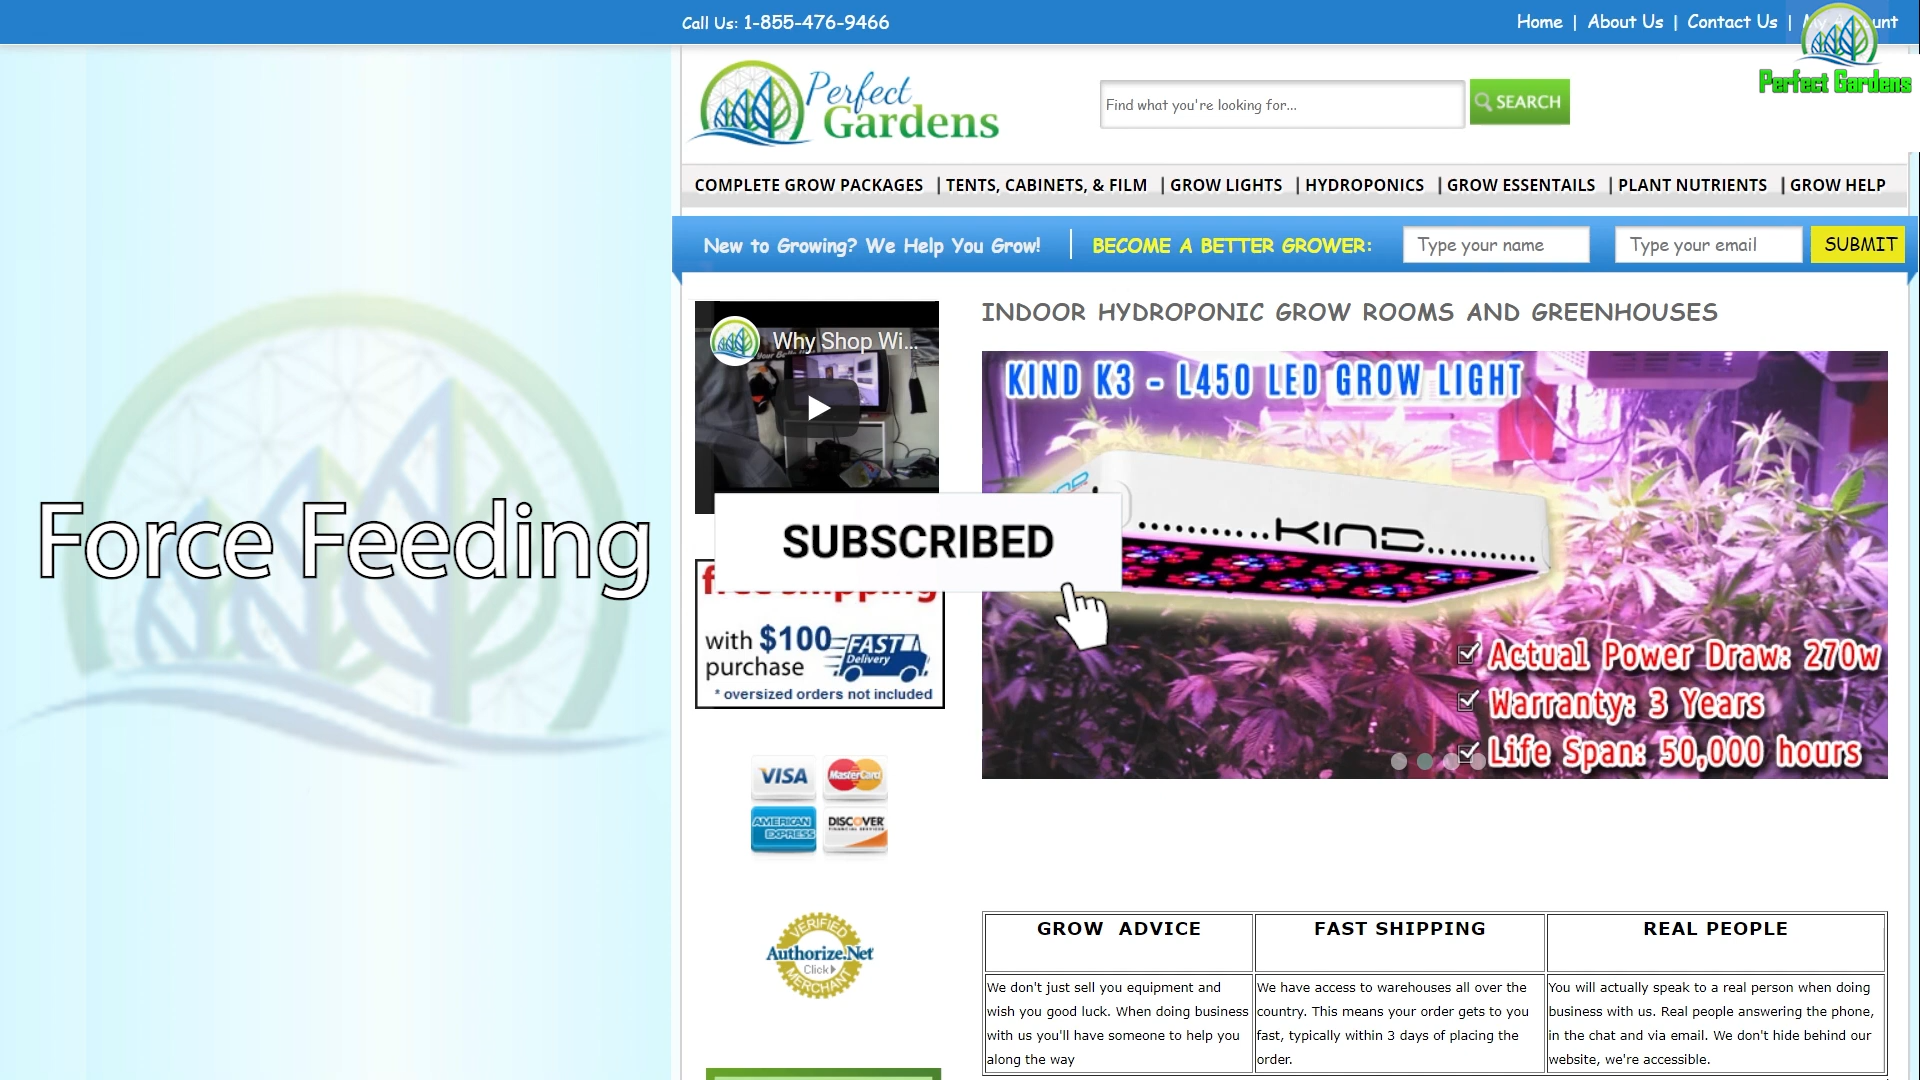 Call Us: 1-855-476-9466
Home | About Us | Contact Us |
Perfect Gardens
Perfect
Gardens
Find what you're looking for...
SEARCH
COMPLETE GROW PACKAGES | TENTS, CABINETS, & FILM | GROW LIGHTS | HYDROPONICS | GROW ESSENTAILS | PLANT NUTRIENTS | GROW HELP
New to Growing? We Help You Grow!
BECOME A BETTER GROWER:
Type your name
Type your email
SUBMIT
Why Shop Wi...
INDOOR HYDROPONIC GROW ROOMS AND GREENHOUSES
KIND K3 - L450 LED GROW LIGHT
KIND
Force Feeding
SUBSCRIBED
free shipping
with $100
purchase
FAST
Delivery
* oversized orders not included
Actual Power Draw: 270w
Warranty: 3 Years
Life Span: 50,000 hours
VISA
MasterCard
AMERICAN
EXPRESS
DISCOVER
FINANCIAL SERVICES
VERIFIED
Authorize.Net
Click
MERCHANT
GROW ADVICE
We don't just sell you equipment and
wish you good luck. When doing business
with us you'll have someone to help you
along the way
FAST SHIPPING
We have access to warehouses all over the
country. This means your order gets to you
fast, typically within 3 days of placing the
order.
REAL PEOPLE
You will actually speak to a real person when doing
business with us. Real people answering the phone,
in the chat and via email. We don't hide behind our
website, we're accessible.